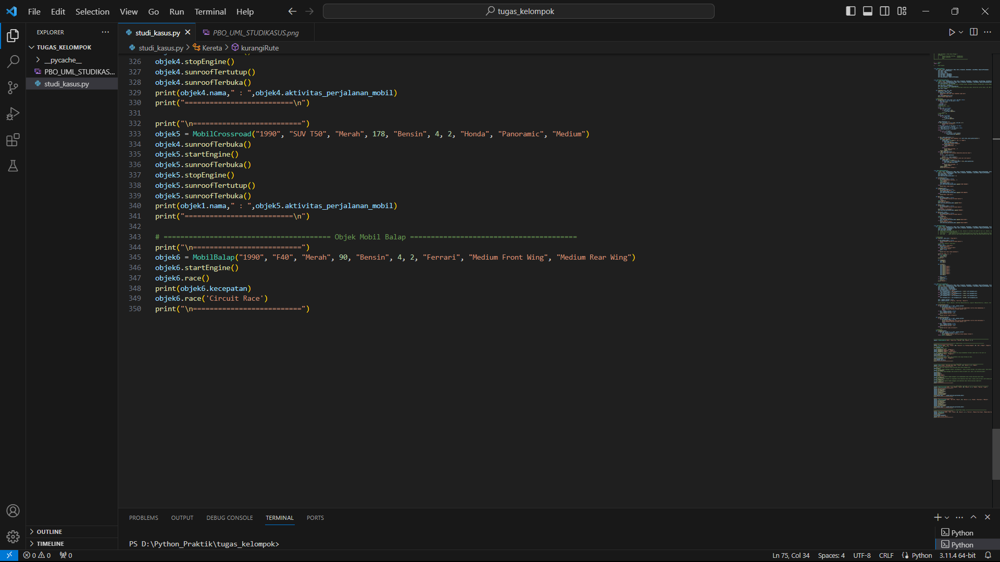 File Edit Selection View Go Run Terminal Help
tugas_kelompok
EXPLORER
studi_kasus.py
PBO_UML_STUDIKASUS.png
TUGAS_KELOMPOK
__pycache__
PBO_UML_STUDIKAS...
studi_kasus.py
studi_kasus.py > Kereta > kurangiRute
326 objek4.stopEngine()
327 objek4.sunroofTertutup()
328 objek4.sunroofTerbuka()
329 print(objek4.nama," : ",objek4.aktivitas_perjalanan_mobil)
330 print("==========================\n")
331
332 print("\n==========================")
333 objek5 = MobilCrossroad("1990", "SUV T50", "Merah", 178, "Bensin", 4, 2, "Honda", "Panoramic", "Medium")
334 objek4.sunroofTerbuka()
335 objek5.startEngine()
336 objek5.sunroofTerbuka()
337 objek5.stopEngine()
338 objek5.sunroofTertutup()
339 objek5.sunroofTerbuka()
340 print(objek1.nama," : ",objek5.aktivitas_perjalanan_mobil)
341 print("==========================\n")
342
343 # ======================================== Objek Mobil Balap ========================================
344 print("\n==========================")
345 objek6 = MobilBalap("1990", "F40", "Merah", 90, "Bensin", 4, 2, "Ferrari", "Medium Front Wing", "Medium Rear Wing")
346 objek6.startEngine()
347 objek6.race()
348 print(objek6.kecepatan)
349 objek6.race('Circuit Race')
350 print("\n==========================")
PROBLEMS OUTPUT DEBUG CONSOLE TERMINAL PORTS
PS D:\Python_Praktik\tugas_kelompok>
Python
Python
OUTLINE
TIMELINE
0 0 0
Ln 75, Col 34 Spaces: 4 UTF-8 CRLF Python 3.11.4 64-bit